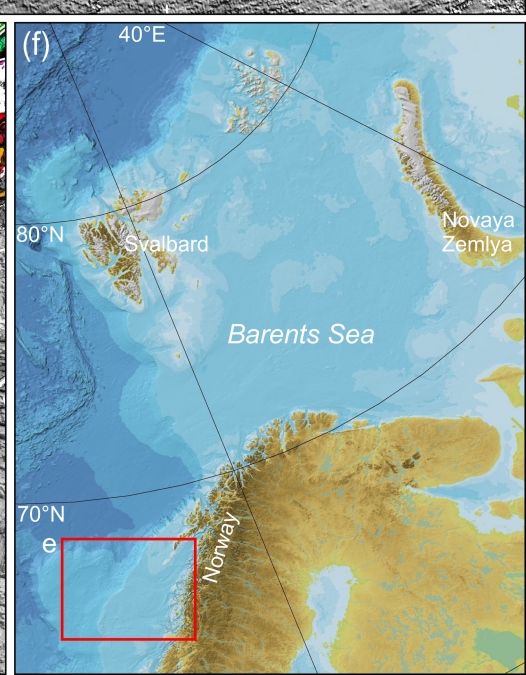 (f)
40°E
80°N
Svalbard
Novaya
Zemlya
Barents Sea
70°N
e
Norway